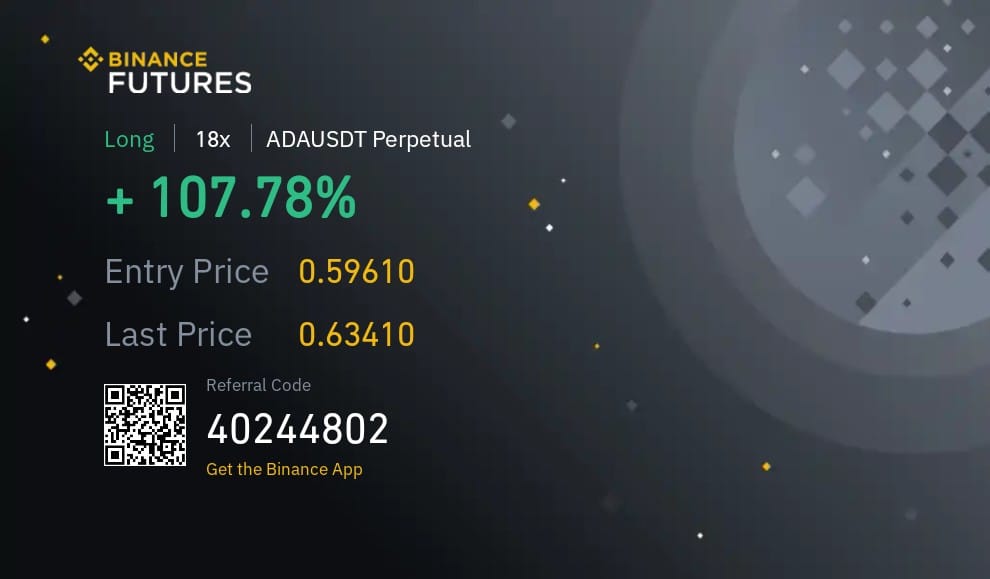 BINANCE
FUTURES
Long | 18x | ADAUSDT Perpetual
+ 107.78%
Entry Price 0.59610
Last Price 0.63410
Referral Code
40244802
Get the Binance App